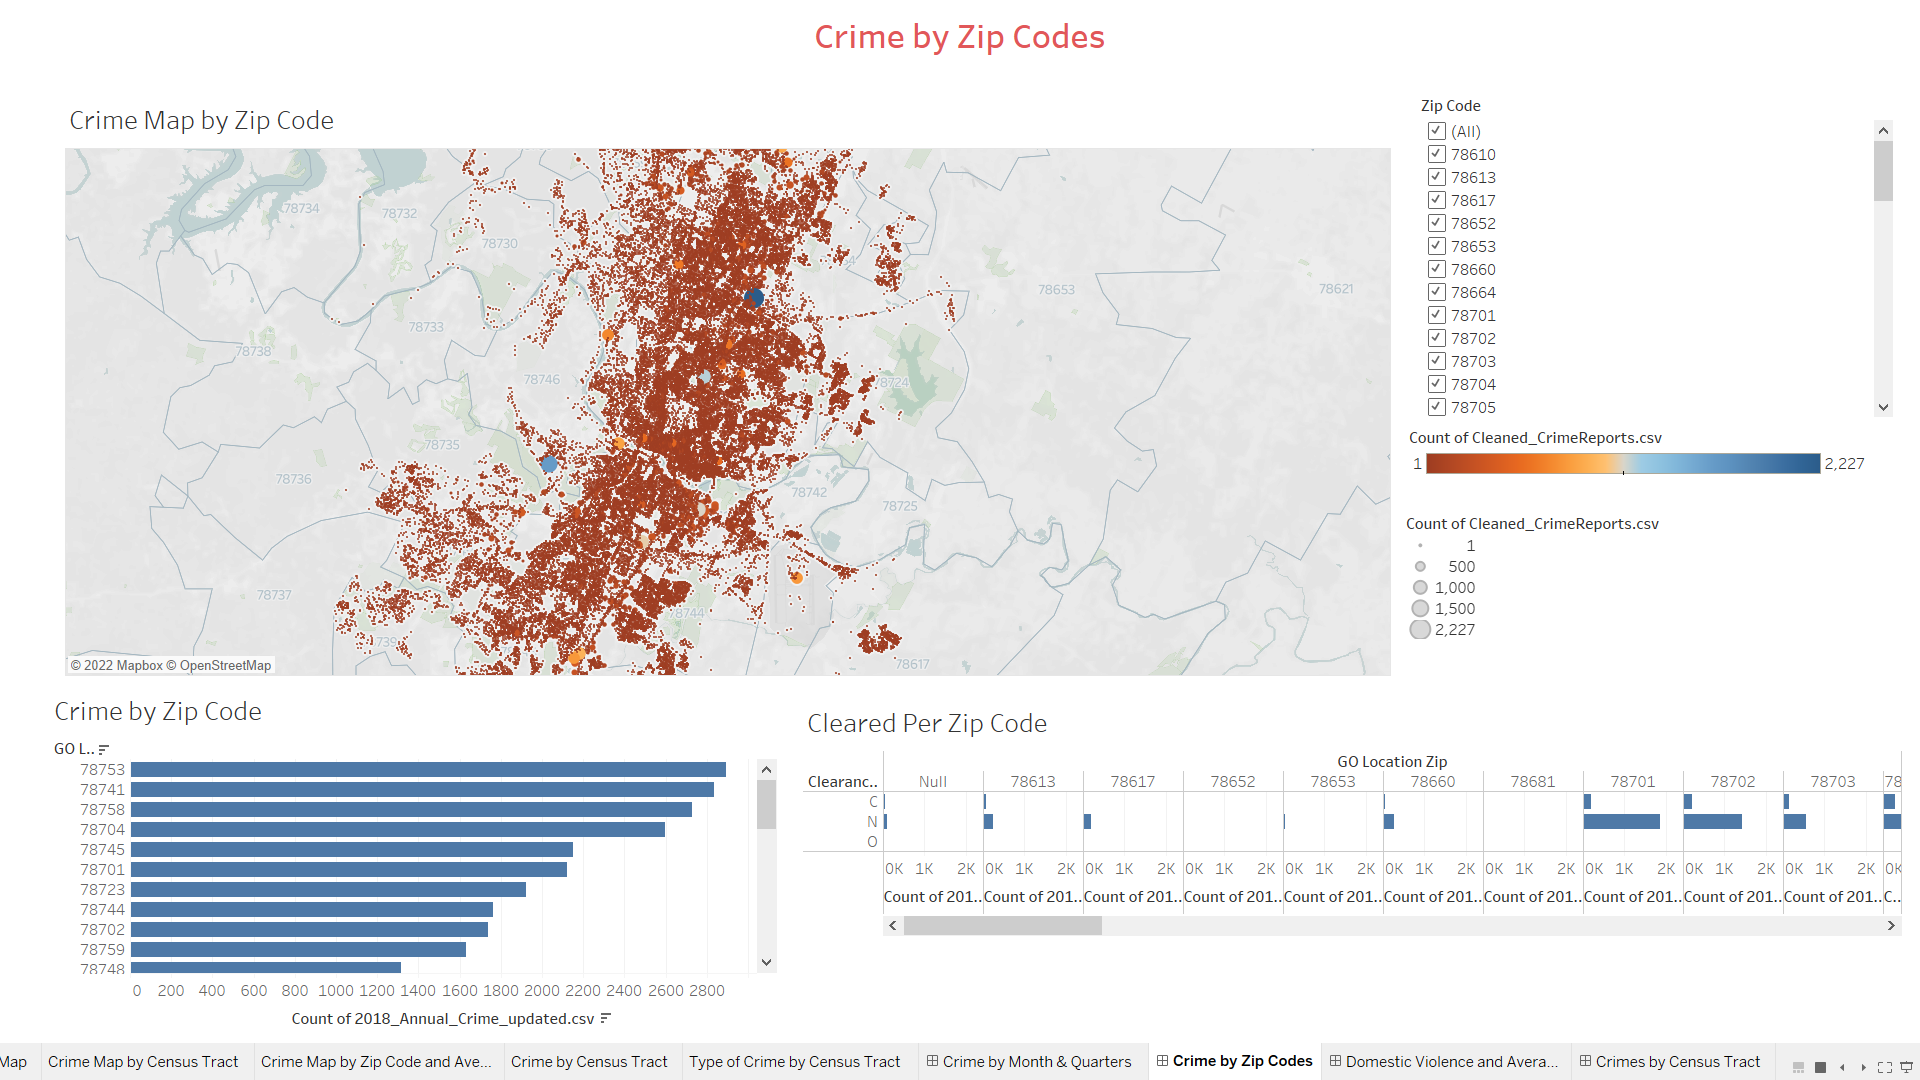 Crime by Zip Codes
Crime Map by Zip Code
78734
78732
78730
78653
78621
78733
78738
78746
78724
78735
78736
78742
78725
78737
78744
739
78617
© 2022 Mapbox © OpenStreetMap
Zip Code
(All)
78610
78613
78617
78652
78653
78660
78664
78701
78702
78703
78704
78705
Count of Cleaned_CrimeReports.csv
1 2,227
Count of Cleaned_CrimeReports.csv
1
500
1,000
1,500
2,227
Crime by Zip Code
GO L..
78753
78741
78758
78704
78745
78701
78723
78744
78702
78759
78748
0 200 400 600 800 1000 1200 1400 1600 1800 2000 2200 2400 2600 2800
Count of 2018_Annual_Crime_updated.csv
Cleared Per Zip Code
GO Location Zip
Clearanc.. Null 78613 78617 78652 78653 78660 78681 78701 78702 78703 78
C
N
O
0K 1K 2K 0K 1K 2K 0K 1K 2K 0K 1K 2K 0K 1K 2K 0K 1K 2K 0K 1K 2K 0K 1K 2K 0K 1K 2K 0K 1K 2K 0K
Count of 201.. Count of 201.. Count of 201.. Count of 201.. Count of 201.. Count of 201.. Count of 201.. Count of 201.. Count of 201.. Count of 201.. C..
Map Crime Map by Census Tract Crime Map by Zip Code and Ave... Crime by Census Tract Type of Crime by Census Tract Crime by Month & Quarters Crime by Zip Codes Domestic Violence and Avera... Crimes by Census Tract